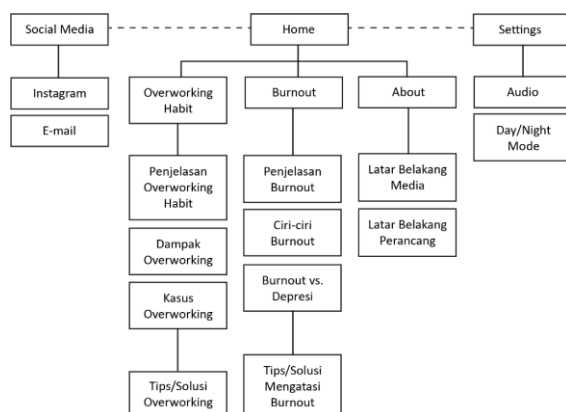 Social Media
Home
Settings
Instagram
E-mail
Overworking
Habit
Burnout
About
Audio
Day/Night
Mode
Penjelasan
Overworking
Habit
Dampak
Overworking
Kasus
Overworking
Tips/Solusi
Overworking
Penjelasan
Burnout
Ciri-ciri
Burnout
Burnout vs.
Depresi
Tips/Solusi
Mengatasi
Burnout
Latar Belakang
Media
Latar Belakang
Perancang